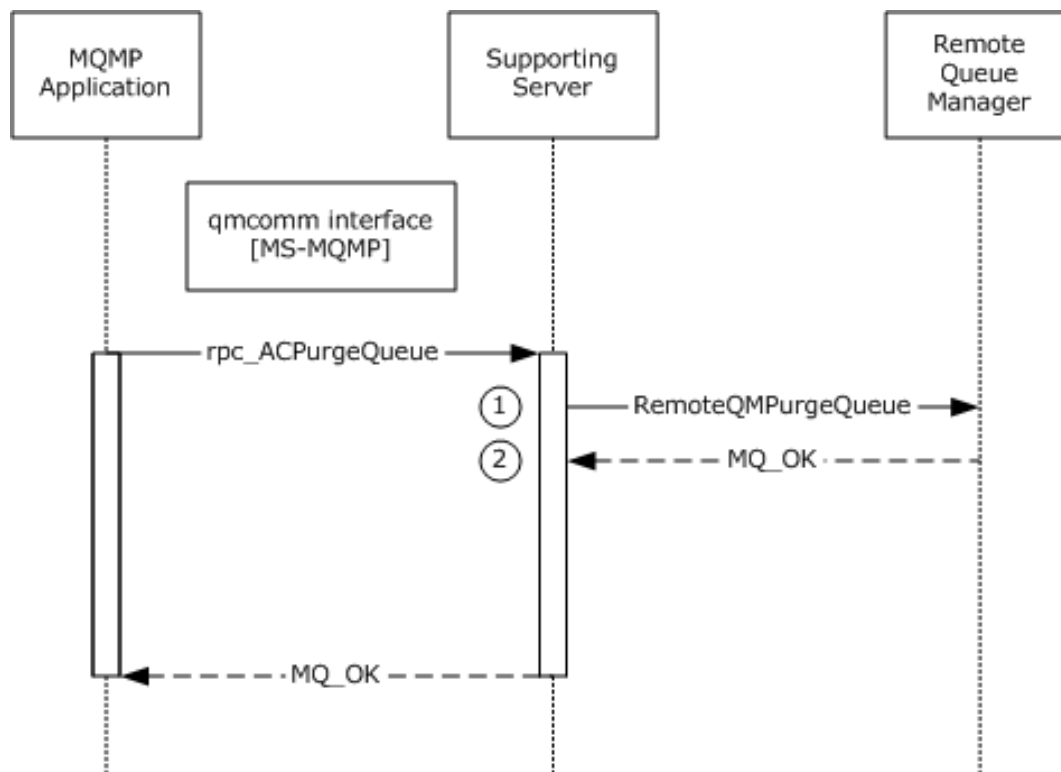 MQMP
Application
Supporting
Server
Remote
Queue
Manager
qmcomm interface
[MS-MQMP]
rpc_ACPurgeQueue
1
RemoteQMPurgeQueue
2
MQ_OK
MQ_OK